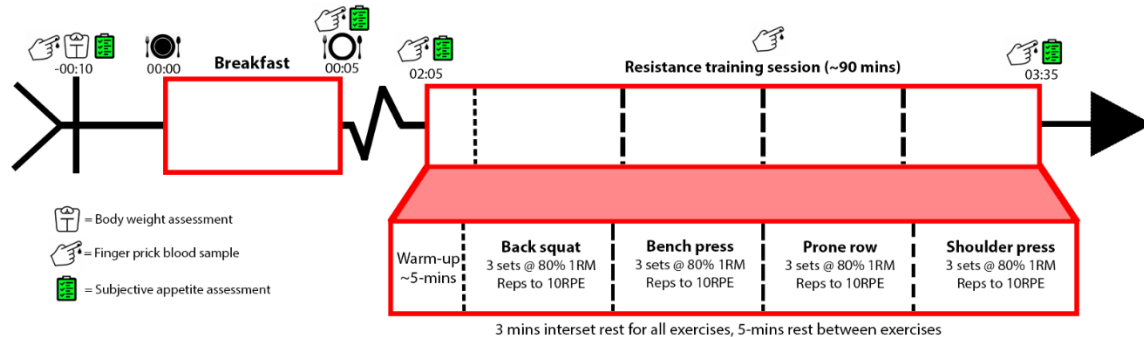 -00:10
00:00
Breakfast
00:05
02:05
Resistance training session (~90 mins)
03:35
= Body weight assessment
= Finger prick blood sample
= Subjective appetite assessment
Warm-up
~5-mins
Back squat
3 sets @ 80% 1RM
Reps to 10RPE
Bench press
3 sets @ 80% 1RM
Reps to 10RPE
Prone row
3 sets @ 80% 1RM
Reps to 10RPE
Shoulder press
3 sets @ 80% 1RM
Reps to 10RPE
3 mins interset rest for all exercises, 5-mins rest between exercises